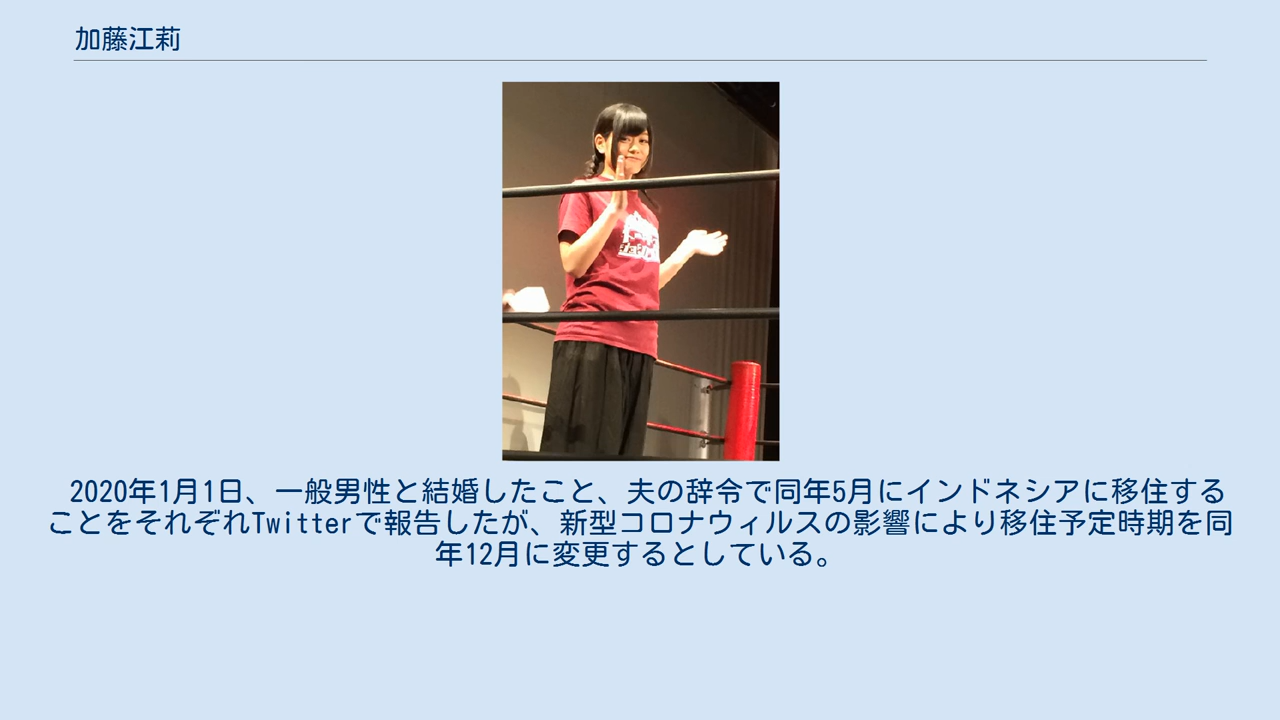 加藤江莉
2020年1月1日、一般男性と結婚したこと、夫の辞令で同年5月にインドネシアに移住する
ことをそれぞれTwitterで報告したが、新型コロナウィルスの影響により移住予定時期を同
年12月に変更するとしている。